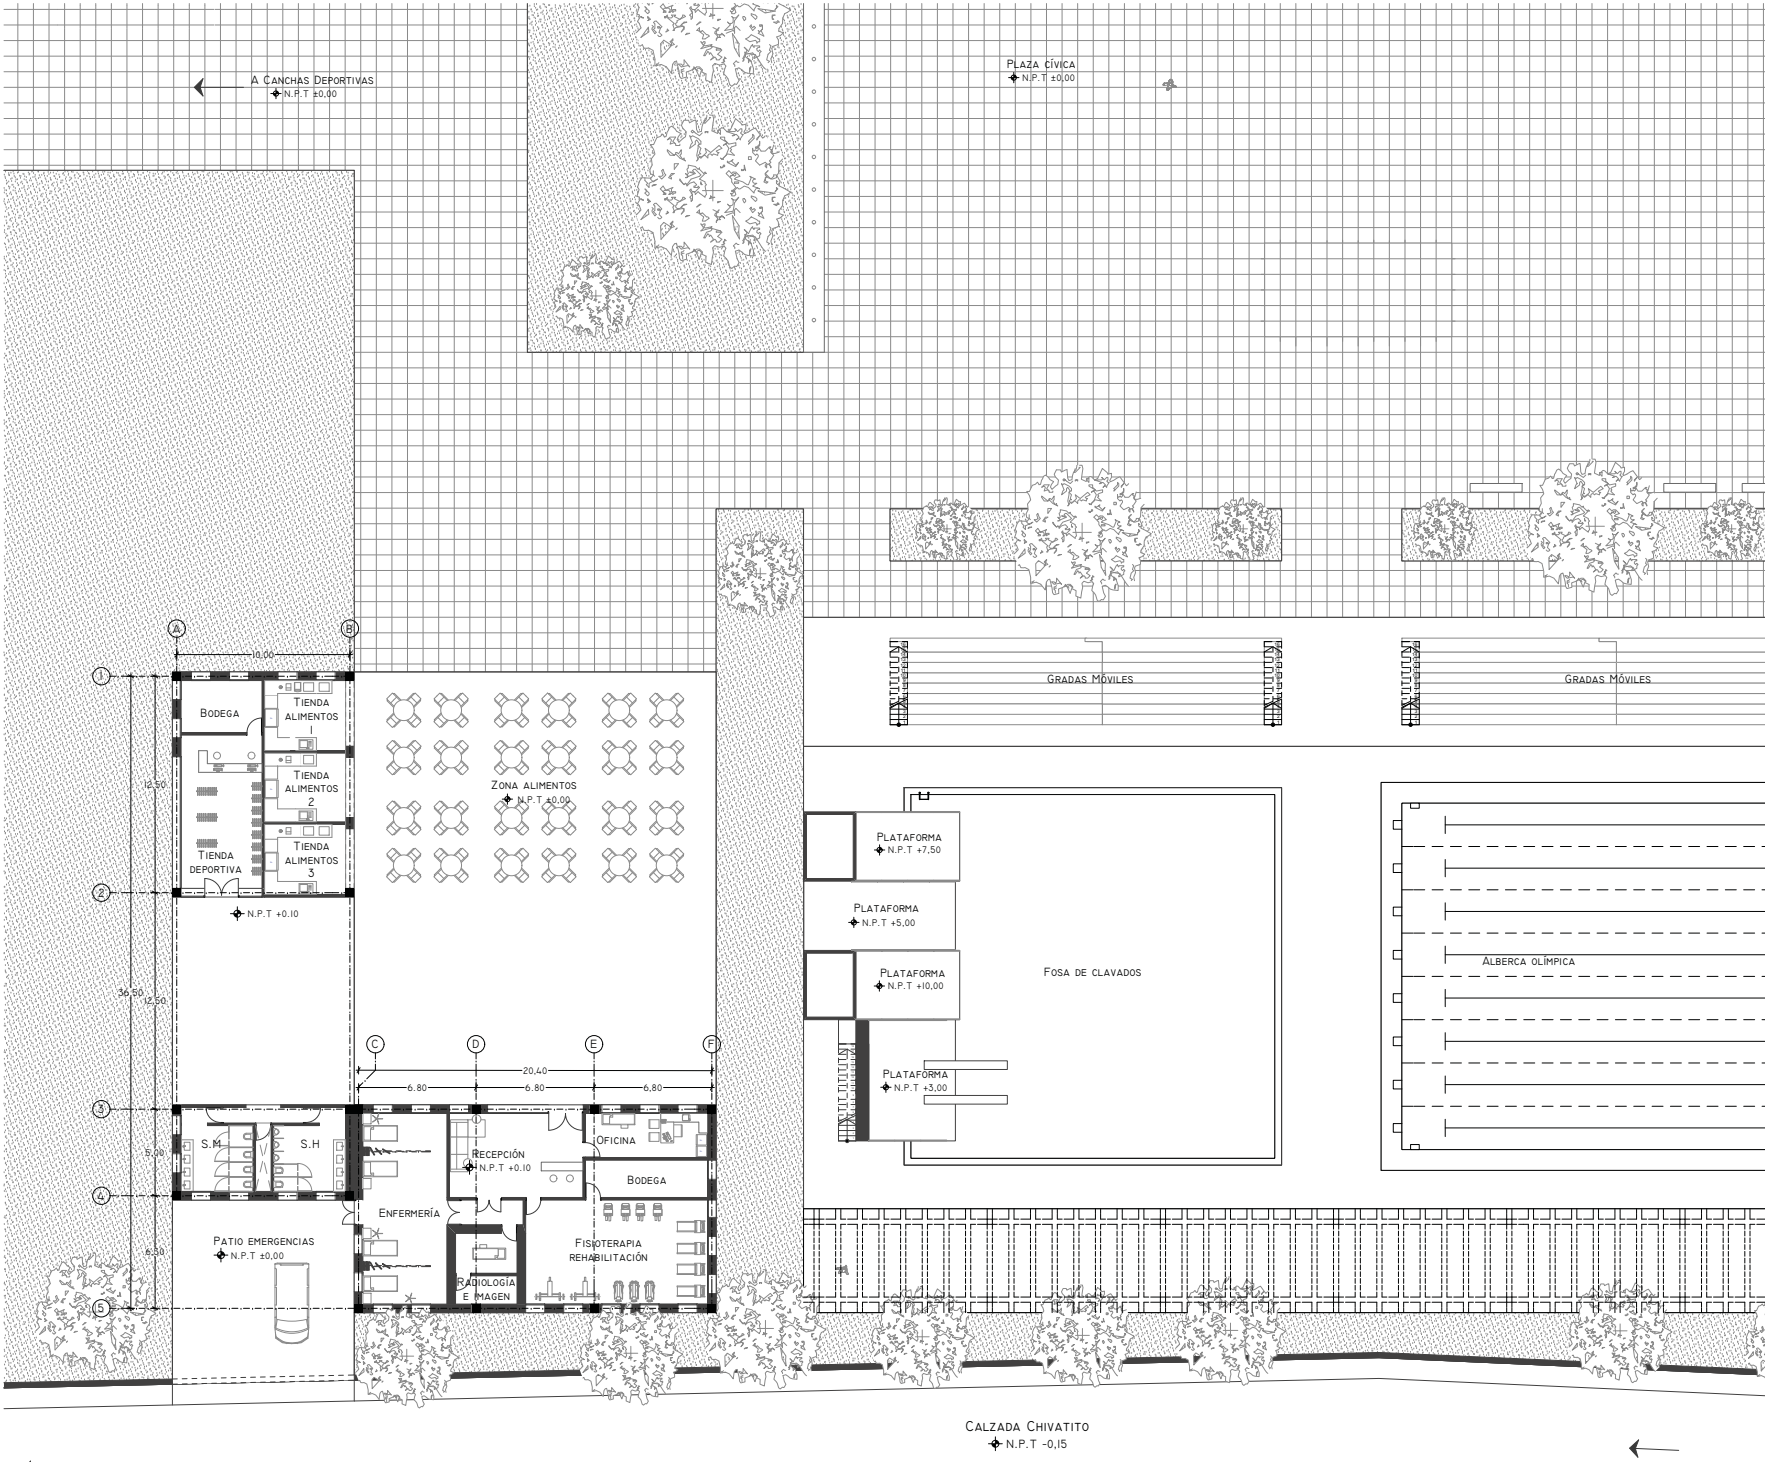 A Canchas Deportivas
N.P.T ±0,00
Plaza cívica
N.P.T ±0,00
A
B
10,00
1
Bodega
Tienda
alimentos
1
Gradas Móviles
Gradas Móviles
12,50
Tienda
alimentos
2
Zona alimentos
N.P.T ±0,00
Tienda
deportiva
Tienda
alimentos
3
Plataforma
N.P.T +7,50
2
N.P.T +0.10
Plataforma
N.P.T +5,00
36,50
12,50
Plataforma
N.P.T +10,00
Fosa de clavados
Alberca olímpica
C
D
E
F
20,40
6.80
6.80
6,80
Plataforma
N.P.T +3,00
3
S.M
S.H
5,00
Recepción
N.P.T +0.10
Oficina
Bodega
4
Enfermería
Patio emergencias
N.P.T ±0,00
6,50
Fisioterapia
rehabilitación
Radiología
e imagen
5
Calzada Chivatito
N.P.T -0,15